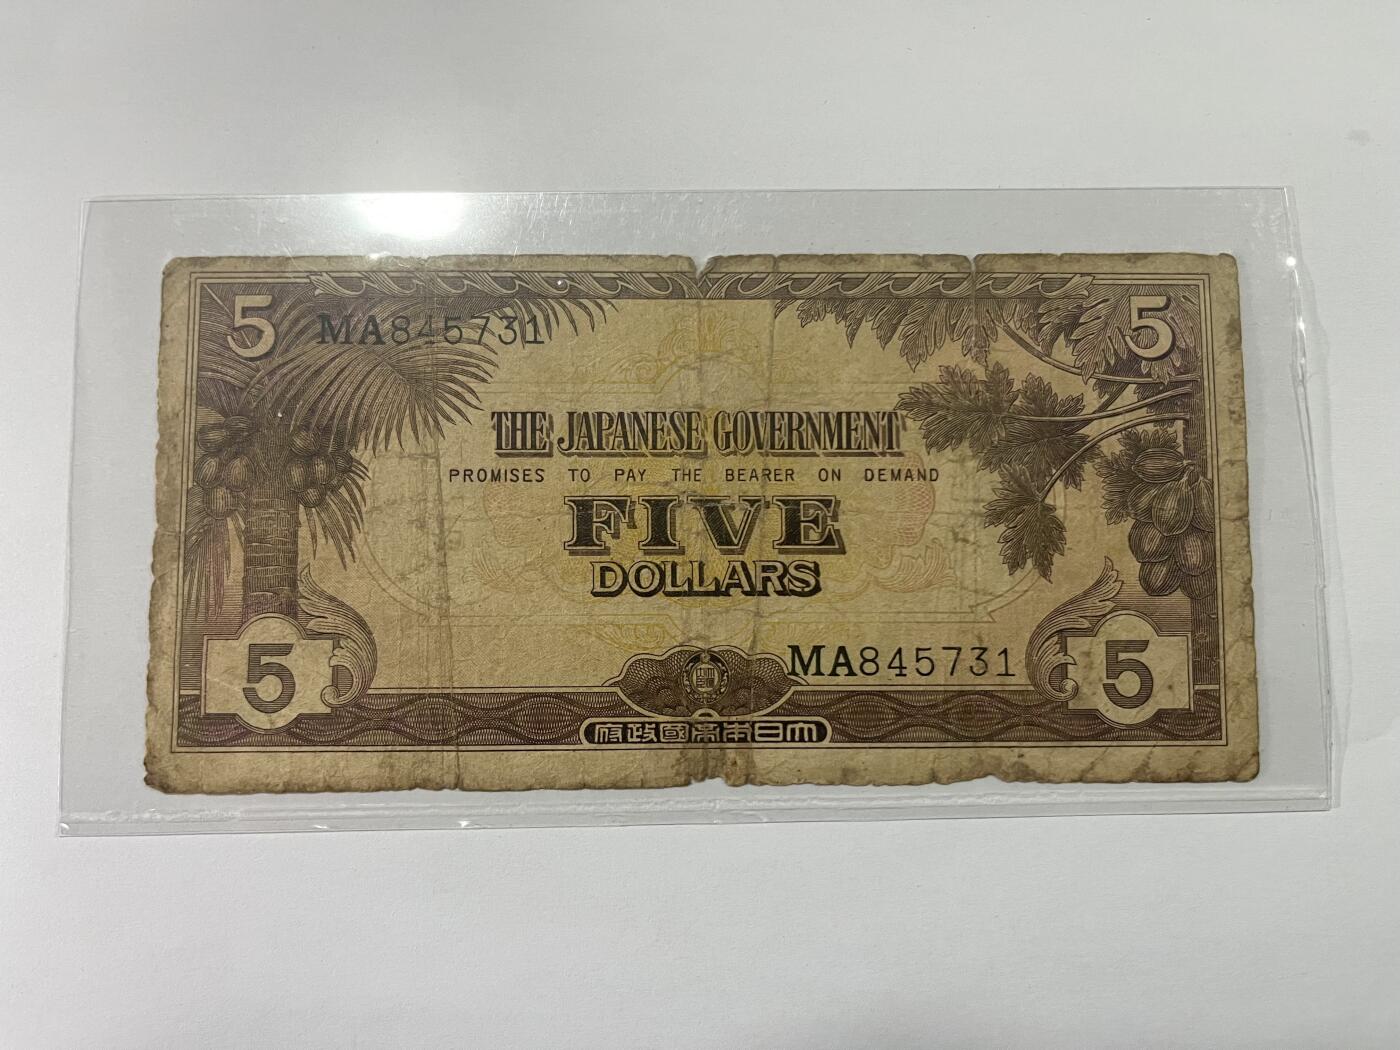 5
5
MA845731
THE JAPANESE GOVERNMENT
PROMISES TO PAY THE BEARER ON DEMAND
FIVE
DOLLARS
MA845731
5
5
府政國帝本日大